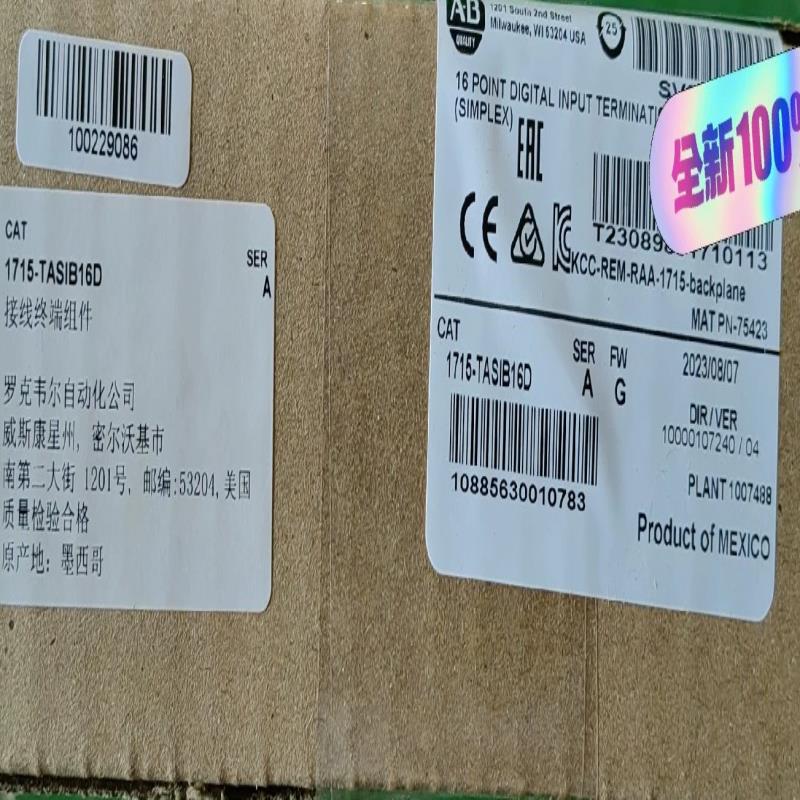 100229086
CAT
1715-TASIB16D
SER
A
接线终端组件
罗克韦尔自动化公司
威斯康星州, 密尔沃基市
南第二大街 1201号, 邮编:53204, 美国
质量检验合格
原产地: 墨西哥
AB
QUALITY
1201 South 2nd Street
Milwaukee, WI 53204 USA
25
16 POINT DIGITAL INPUT
(SIMPLEX)
EAC
全新100%
CE
KCC-REM-RAA-1715-backplane
MAT PN-75423
CAT
1715-TASIB16D
SER
A
FW
G
2023/08/07
DIR / VER
10000107240 / 04
10885630010783
PLANT 1007488
Product of MEXICO